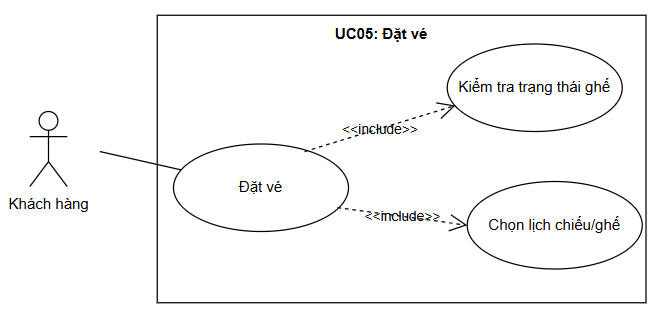 UC05: Đặt vé
Kiểm tra trạng thái ghế
<<include>>
Khách hàng
Đặt vé
<<include>>
Chọn lịch chiếu/ghế